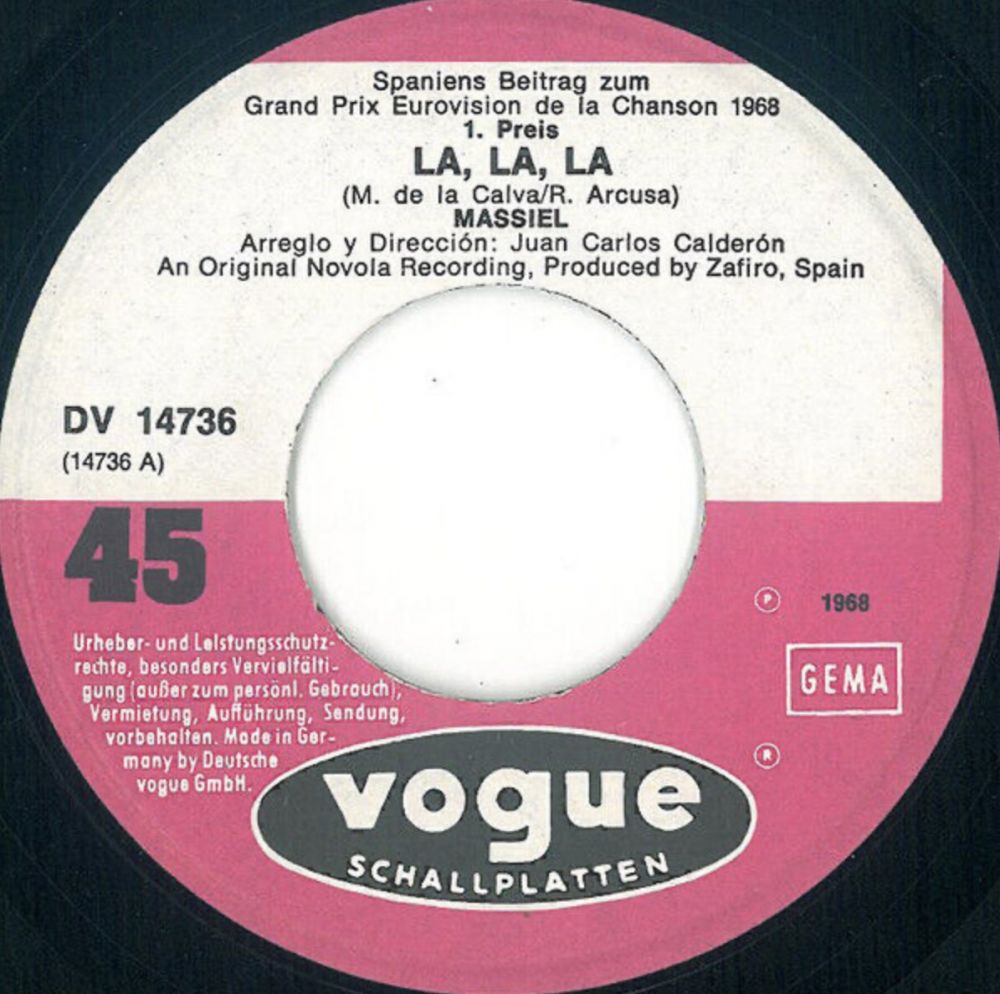 Spaniens Beitrag zum
Grand Prix Eurovision de la Chanson 1968
1. Preis
LA, LA, LA
(M. de la Calva/R. Arcusa)
MASSIEL
Arreglo y Dirección: Juan Carlos Calderón
An Original Novola Recording, Produced by Zafiro, Spain
DV 14736
(14736 A)
45
Ⓟ 1968
Urheber- und Leistungsschutz-
rechte, besonders Vervielfälti-
gung (außer zum persönl. Gebrauch),
Vermietung, Aufführung, Sendung,
vorbehalten. Made in Ger-
many by Deutsche
vogue GmbH.
GEMA
®
vogue
SCHALLPLATTEN